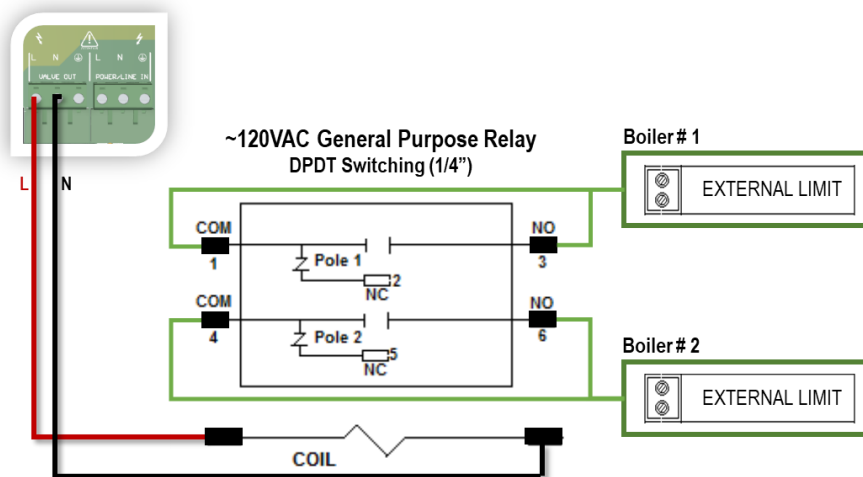 L N L N
VALVE OUT POWER/LINE IN
~120VAC General Purpose Relay
DPDT Switching (1/4”)
Boiler # 1
EXTERNAL LIMIT
L N
COM NO
1 Pole 1 3
2
NC
COM NO
4 Pole 2 6
5
NC
Boiler # 2
EXTERNAL LIMIT
COIL